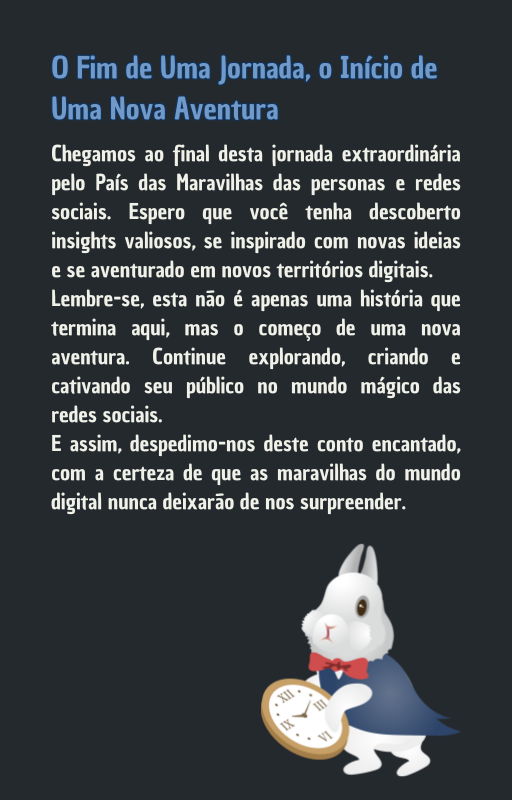 O Fim de Uma Jornada, o Início de
Uma Nova Aventura
Chegamos ao final desta jornada extraordinária
pelo País das Maravilhas das personas e redes
sociais. Espero que você tenha descoberto
insights valiosos, se inspirado com novas ideias
e se aventurado em novos territórios digitais.
Lembre-se, esta não é apenas uma história que
termina aqui, mas o começo de uma nova
aventura. Continue explorando, criando e
cativando seu público no mundo mágico das
redes sociais.
E assim, despedimo-nos deste conto encantado,
com a certeza de que as maravilhas do mundo
digital nunca deixarão de nos surpreender.
XII
III
IX
VI